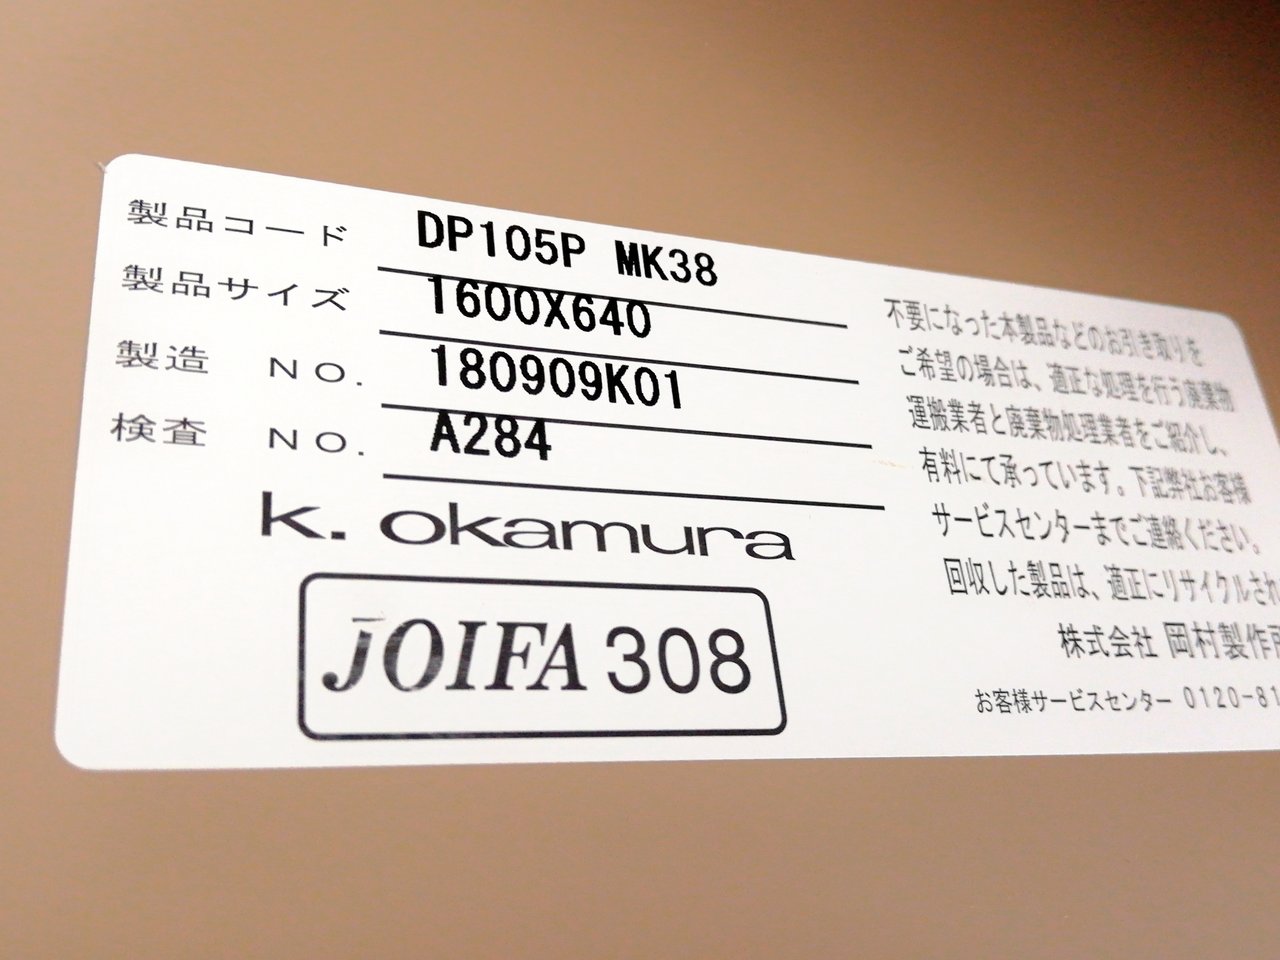 製品コード DP105P MK38
製品サイズ 1600X640
製造 NO. 180909K01
検査 NO. A284
k. okamura
JOIFA 308
不要になった本製品などのお引き取りを
ご希望の場合は、適正な処理を行う廃棄物
運搬業者と廃棄物処理業者をご紹介し、
有料にて承っています。下記弊社お客様
サービスセンターまでご連絡ください。
回収した製品は、適正にリサイクルされ
株式会社 岡村製作所
お客様サービスセンター 0120-81